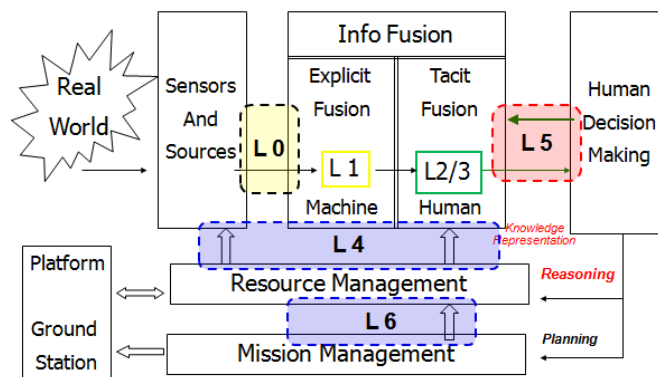 Info Fusion
Real
World
Sensors
And
Sources
L 0
Explicit
Fusion
L 1
Machine
Tacit
Fusion
L2/3
Human
L 5
Human
Decision
Making
Knowledge
Representation
L 4
Platform
Ground
Station
Resource Management
Reasoning
L 6
Planning
Mission Management